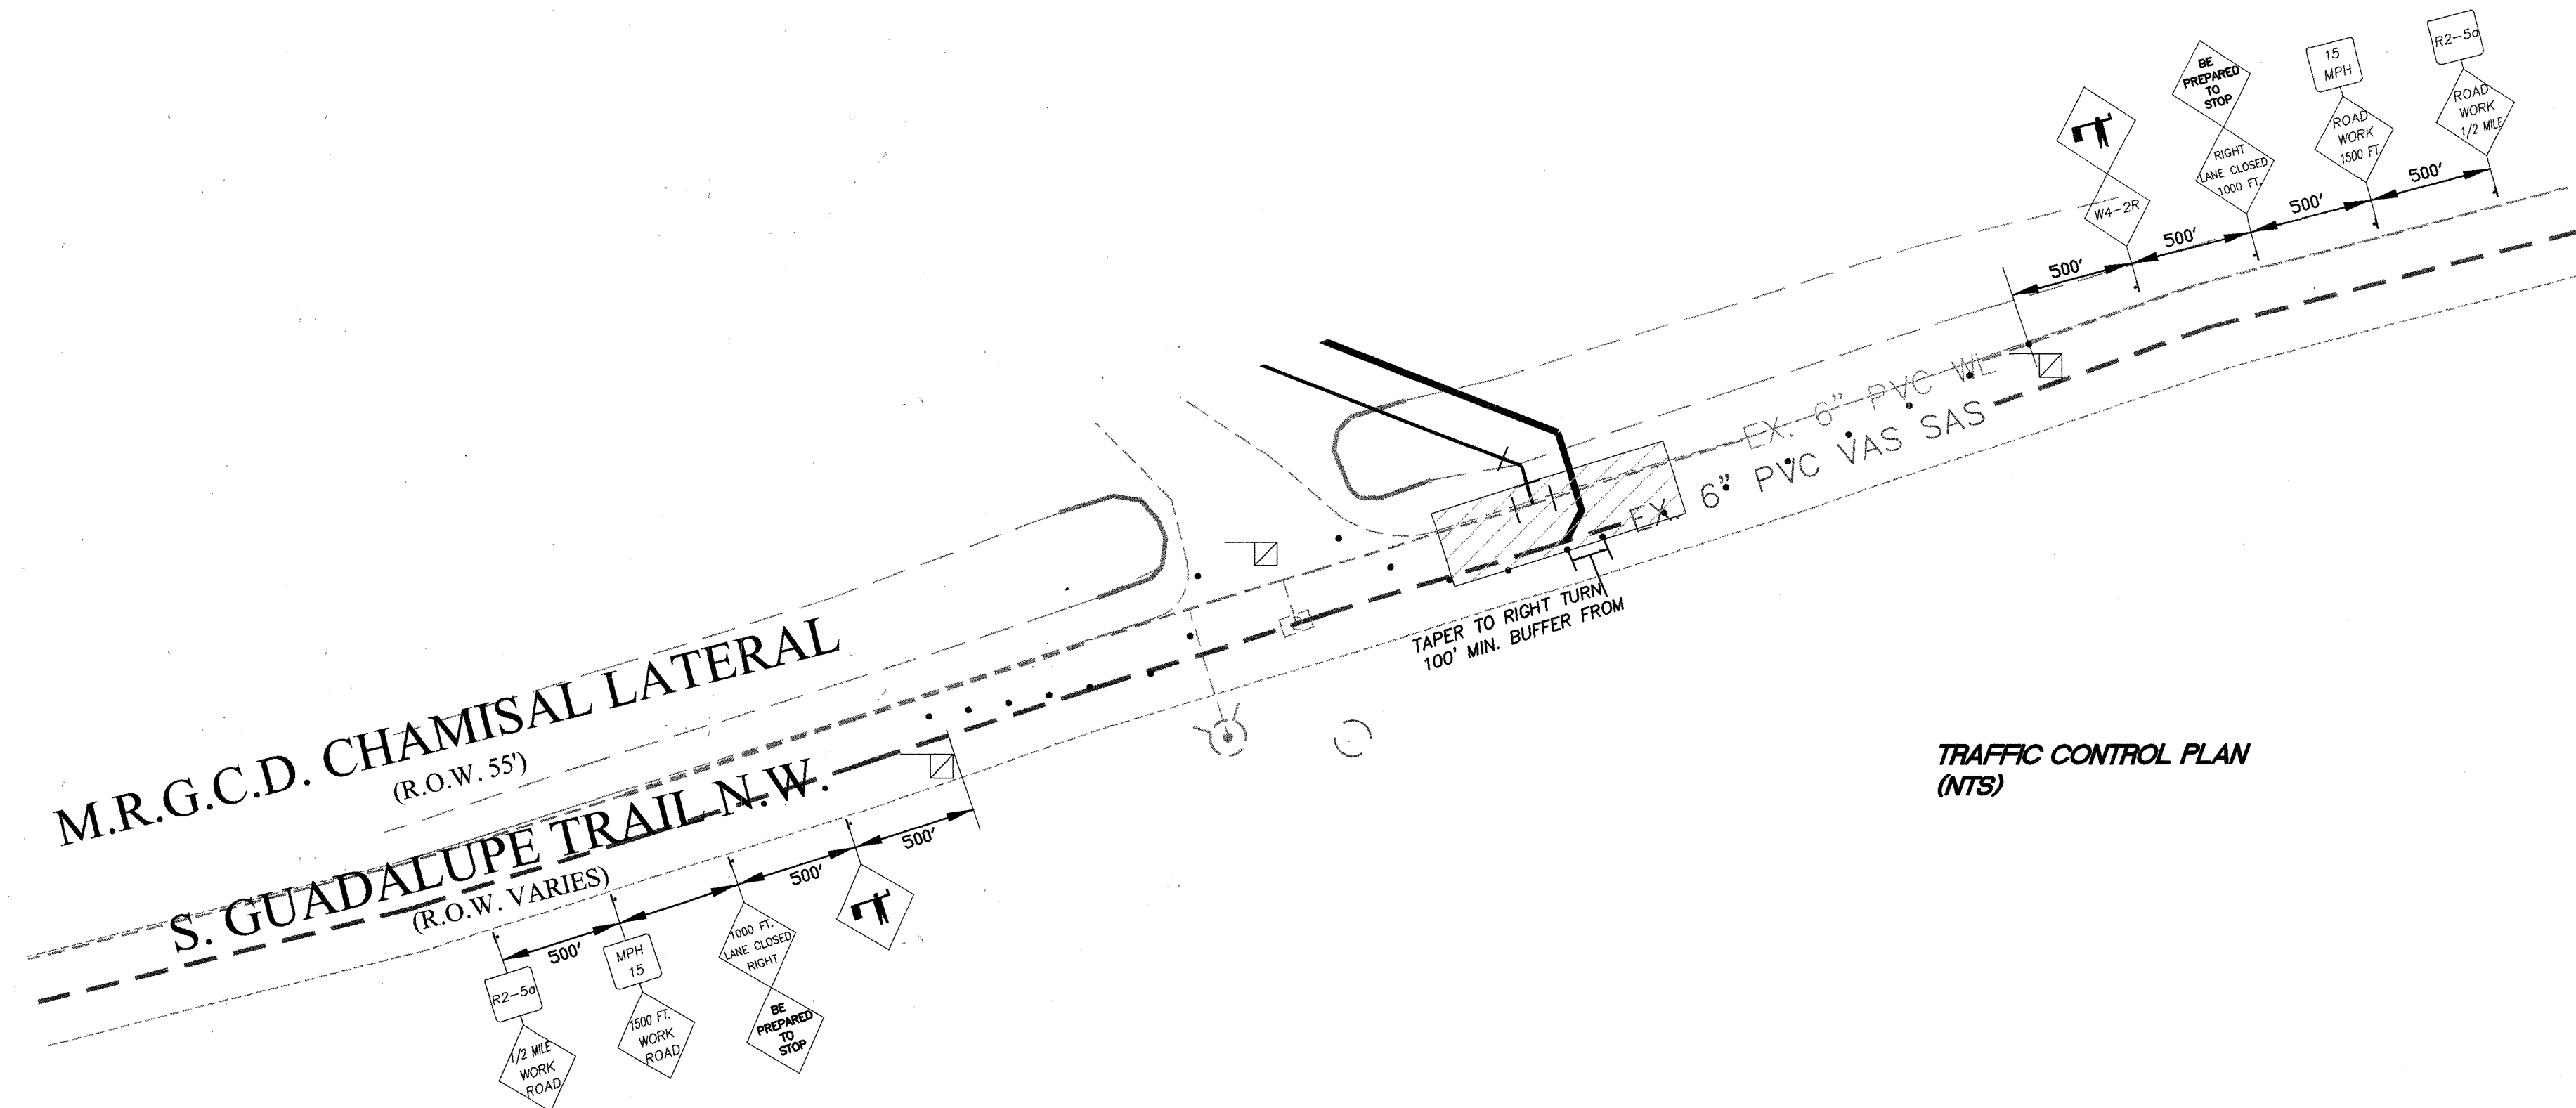 R2-5a
ROAD
WORK
1/2 MILE
15
MPH
ROAD
WORK
1500 FT.
BE
PREPARED
TO
STOP
RIGHT
LANE CLOSED
1000 FT.
W4-2R
500'
500'
500'
500'
EX. 6" PVC WL
EX. 6" PVC VAS SAS
TAPER TO RIGHT TURN
100' MIN. BUFFER FROM
M.R.G.C.D. CHAMISAL LATERAL
(R.O.W. 55')
S. GUADALUPE TRAIL N.W.
(R.O.W. VARIES)
TRAFFIC CONTROL PLAN
(NTS)
500'
500'
500'
R2-5a
1/2 MILE
WORK
ROAD
MPH
15
1500 FT.
WORK
ROAD
1000 FT.
LANE CLOSED
RIGHT
BE
PREPARED
TO
STOP